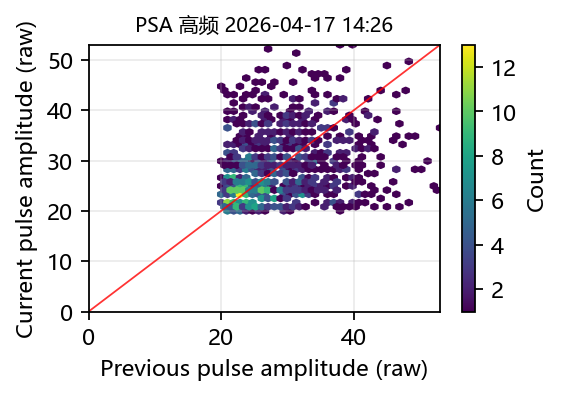 PSA 高频 2026-04-17 14:26
Current pulse amplitude (raw)
50
40
30
20
10
0
0 20 40
Previous pulse amplitude (raw)
12
10
8
6
4
2
Count